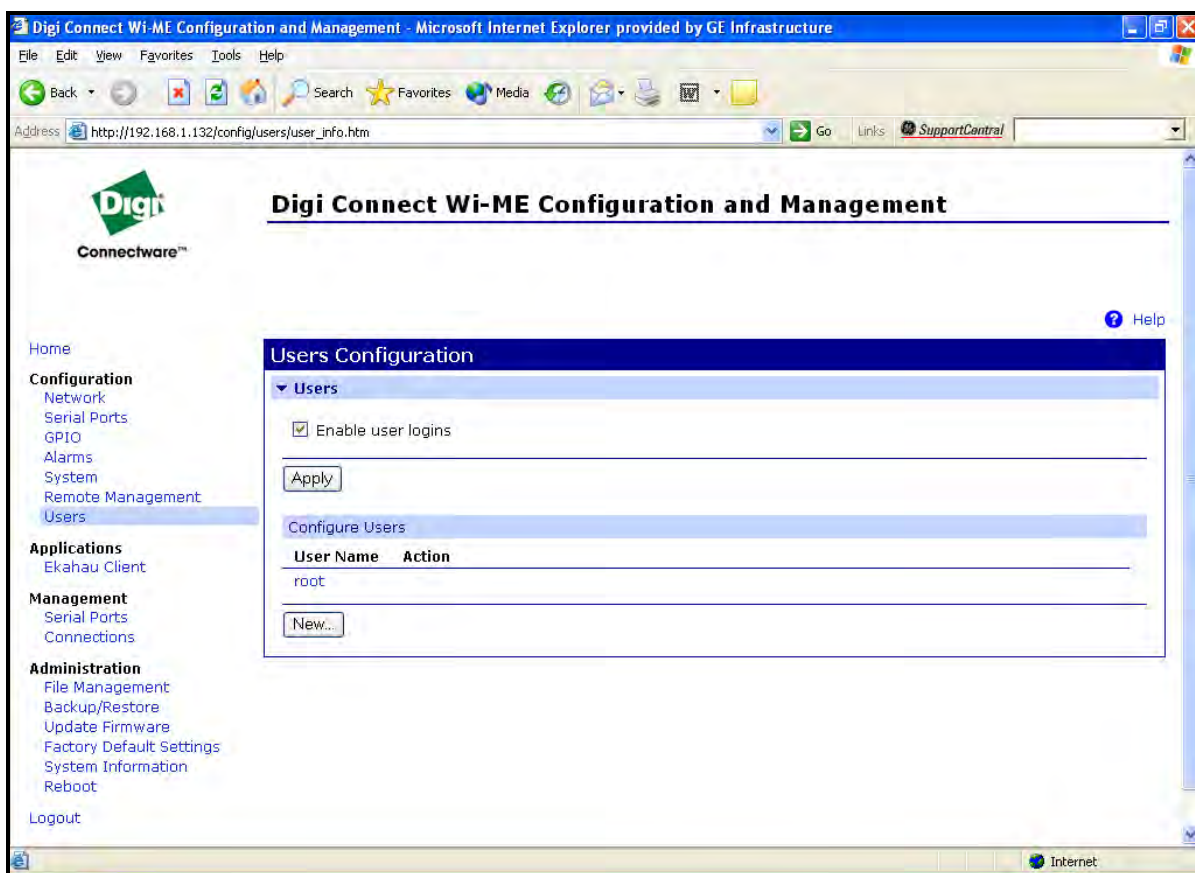 Digi Connect Wi-ME Configuration and Management - Microsoft Internet Explorer provided by GE Infrastructure
File Edit View Favorites Tools Help
Back Search Favorites Media
Address http://192.168.1.132/config/users/user_info.htm Go Links SupportCentral
Digi
Connectware™
Digi Connect Wi-ME Configuration and Management
Help
Home
Configuration
Network
Serial Ports
GPIO
Alarms
System
Remote Management
Users
Applications
Ekahau Client
Management
Serial Ports
Connections
Administration
File Management
Backup/Restore
Update Firmware
Factory Default Settings
System Information
Reboot
Logout
Users Configuration
Users
Enable user logins
Apply
Configure Users
User Name Action
root
New...
Internet